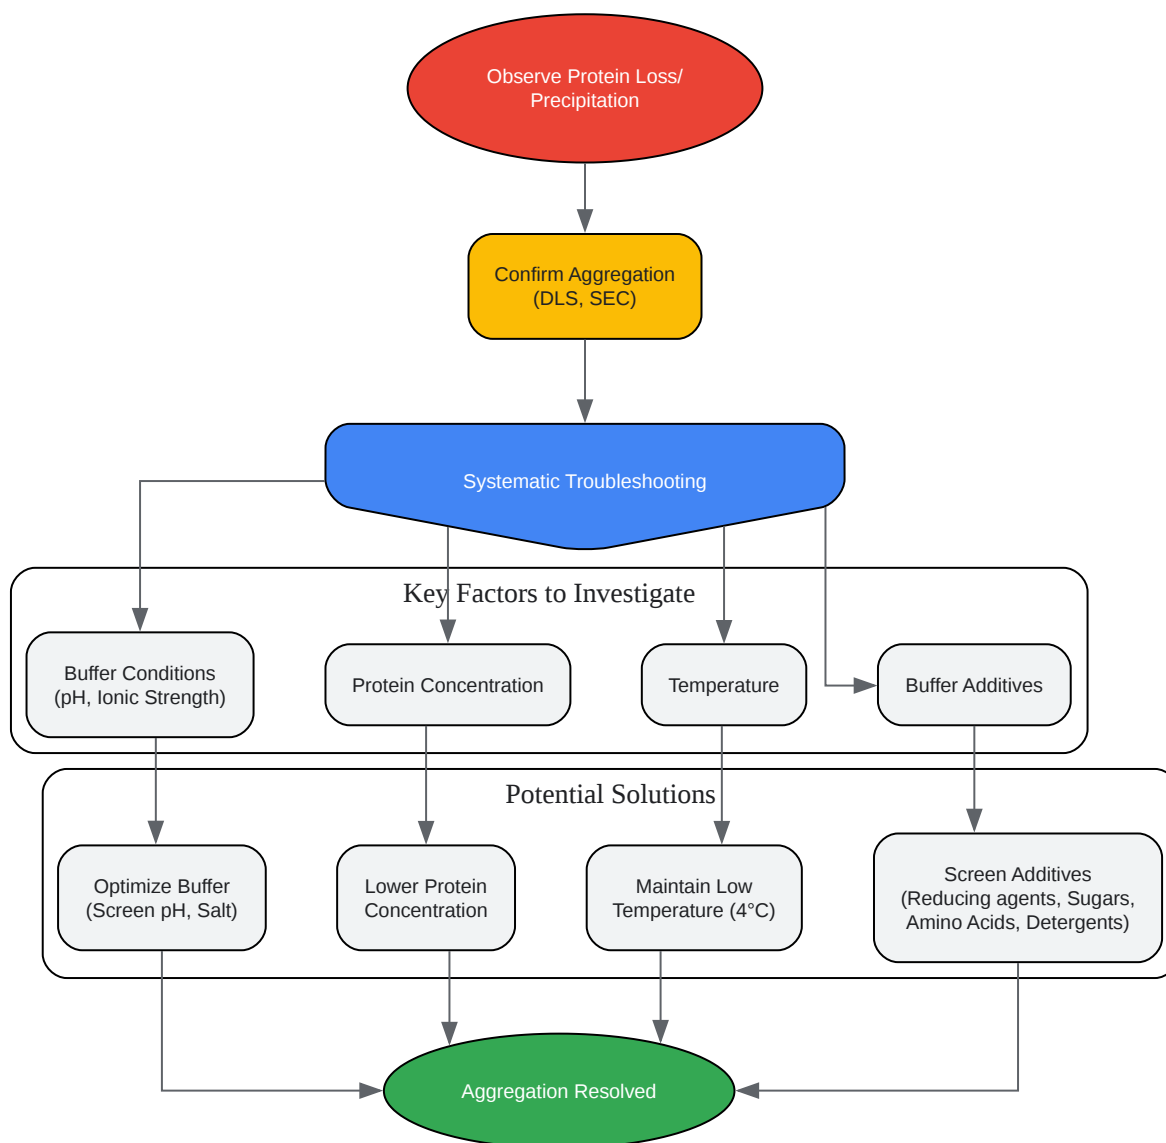 Observe Protein Loss/
Precipitation
Confirm Aggregation
(DLS, SEC)
Systematic Troubleshooting
Key Factors to Investigate
Buffer Conditions
(pH, Ionic Strength)
Protein Concentration
Temperature
Buffer Additives
Potential Solutions
Optimize Buffer
(Screen pH, Salt)
Lower Protein
Concentration
Maintain Low
Temperature (4°C)
Screen Additives
(Reducing agents, Sugars,
Amino Acids, Detergents)
Aggregation Resolved